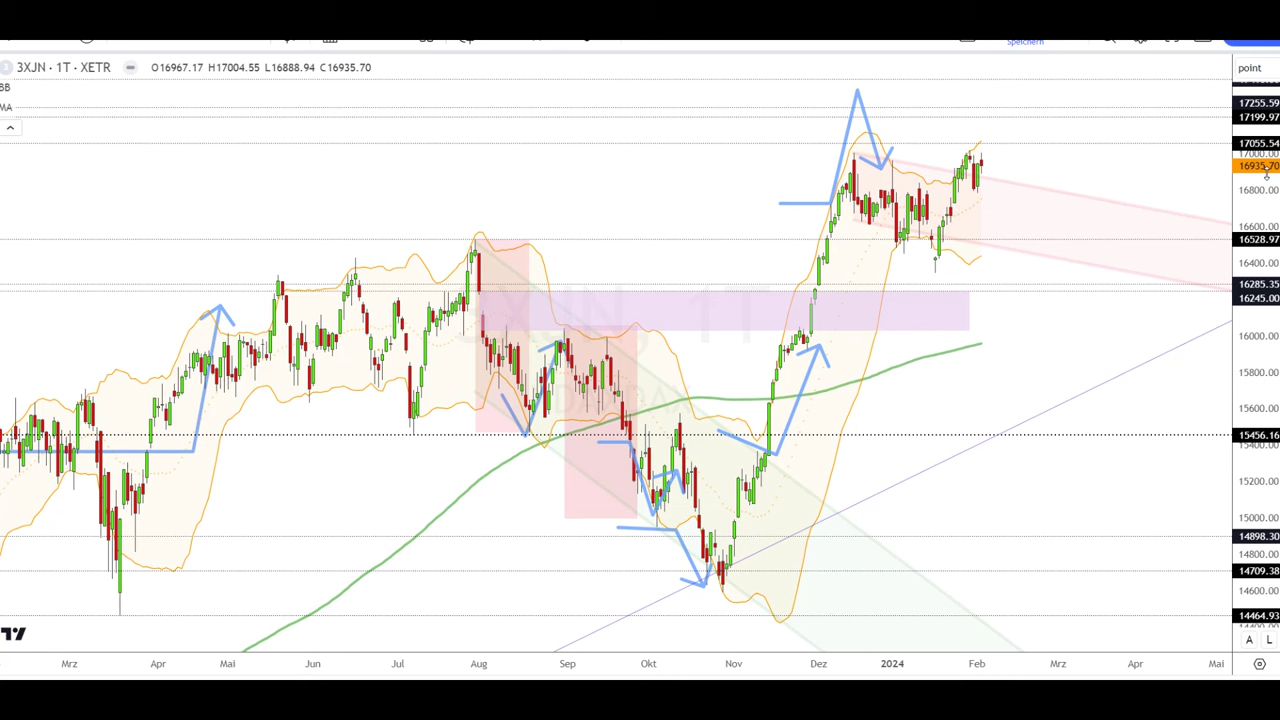 Speichern
3XJN · 1T · XETR O16967.17 H17004.55 L16888.94 C16935.70
point
BB
MA
17255.59
17199.97
17055.54
17000.00
16935.70
16800.00
16600.00
16528.97
16400.00
16285.35
16245.00
16000.00
15800.00
15600.00
15456.16
15400.00
15200.00
15000.00
14898.30
14800.00
14709.38
14600.00
14464.93
3XJN, 1T
A L
Mrz Apr Mai Jun Jul Aug Sep Okt Nov Dez 2024 Feb Mrz Apr Mai